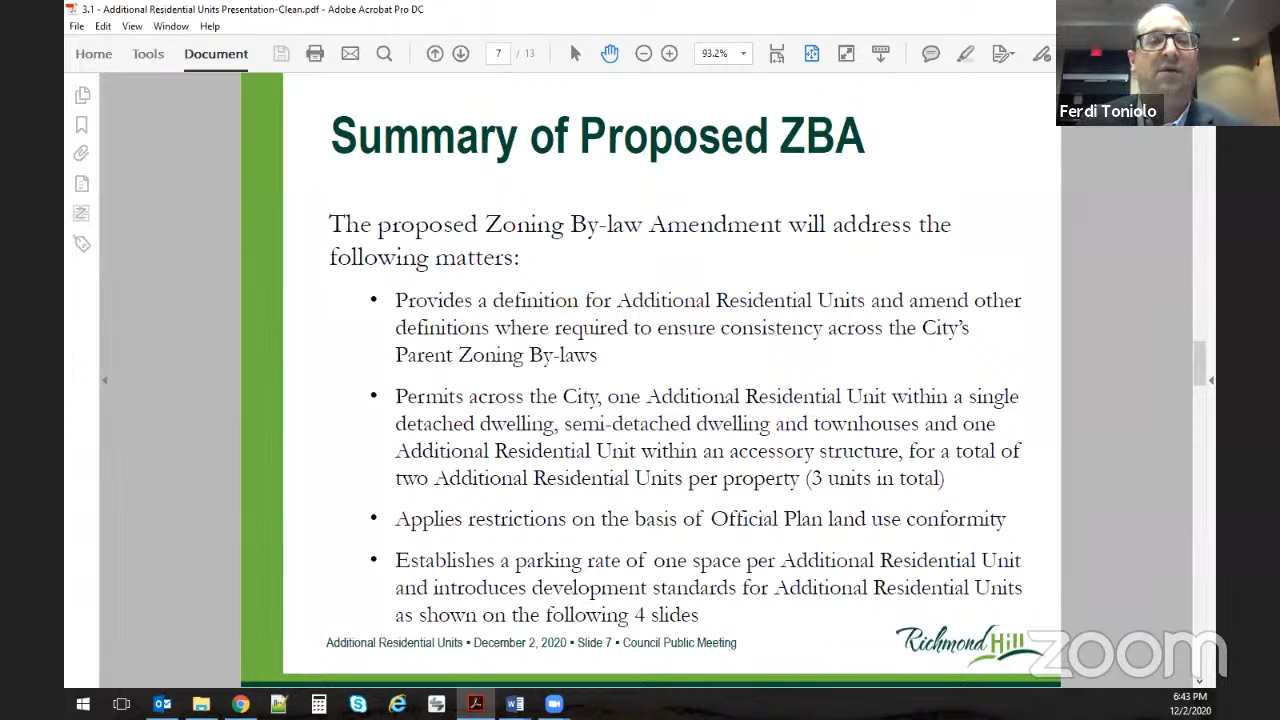 3.1 - Additional Residential Units Presentation-Clean.pdf - Adobe Acrobat Pro DC
File Edit View Window Help
Home Tools Document 7 / 13 93.2%
Ferdi Toniolo
Summary of Proposed ZBA
The proposed Zoning By-law Amendment will address the
following matters:
• Provides a definition for Additional Residential Units and amend other
definitions where required to ensure consistency across the City's
Parent Zoning By-laws
• Permits across the City, one Additional Residential Unit within a single
detached dwelling, semi-detached dwelling and townhouses and one
Additional Residential Unit within an accessory structure, for a total of
two Additional Residential Units per property (3 units in total)
• Applies restrictions on the basis of Official Plan land use conformity
• Establishes a parking rate of one space per Additional Residential Unit
and introduces development standards for Additional Residential Units
as shown on the following 4 slides
Additional Residential Units • December 2, 2020 • Slide 7 • Council Public Meeting
Richmond Hill
zoom
6:43 PM
12/2/2020